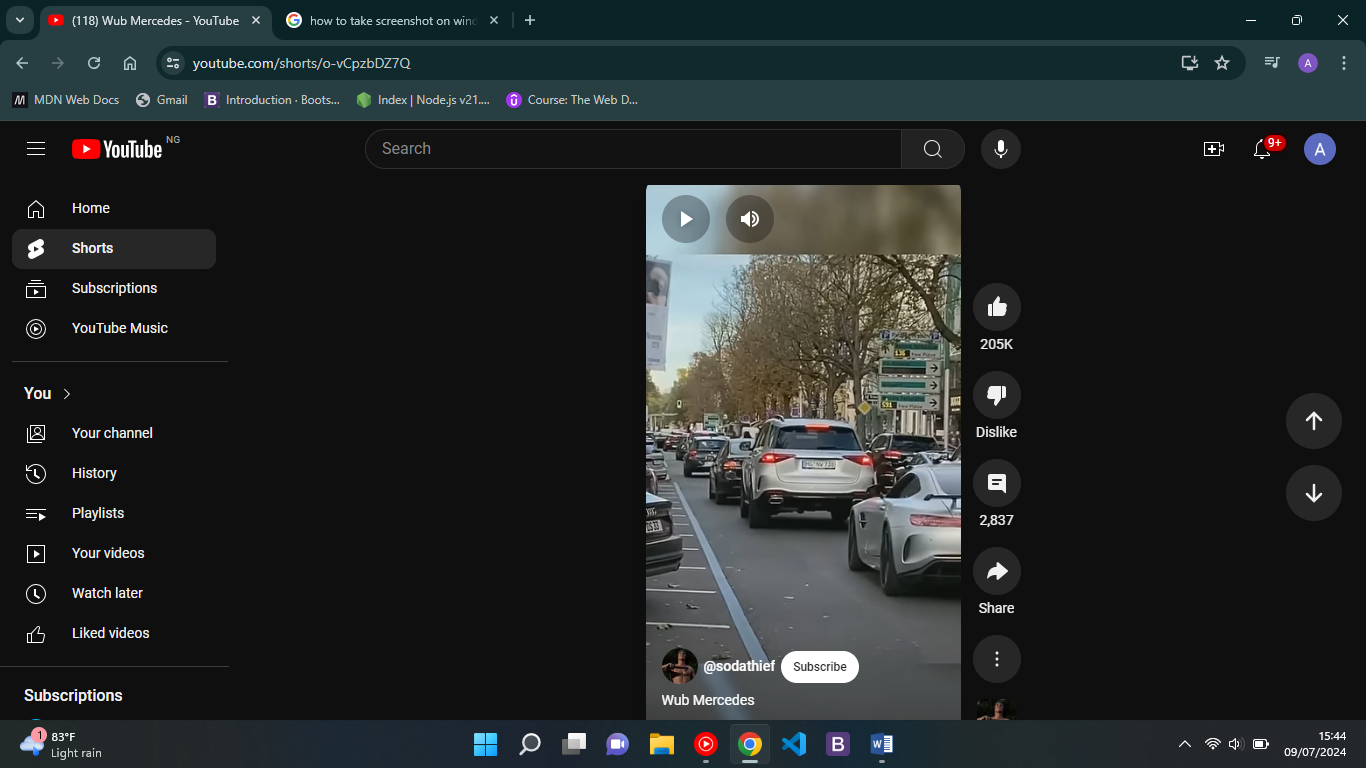 (118) Wub Mercedes - YouTube
how to take screenshot on wind
youtube.com/shorts/o-vCpzbDZ7Q
A
MDN Web Docs
Gmail
B
Introduction · Boots...
Index | Node.js v21....
Course: The Web D...
YouTube NG
Search
9+
A
Home
Shorts
Subscriptions
YouTube Music
You
Your channel
History
Playlists
Your videos
Watch later
Liked videos
Subscriptions
205K
Dislike
2,837
Share
@sodathief
Subscribe
Wub Mercedes
1
83°F
Light rain
B
W
15:44
09/07/2024